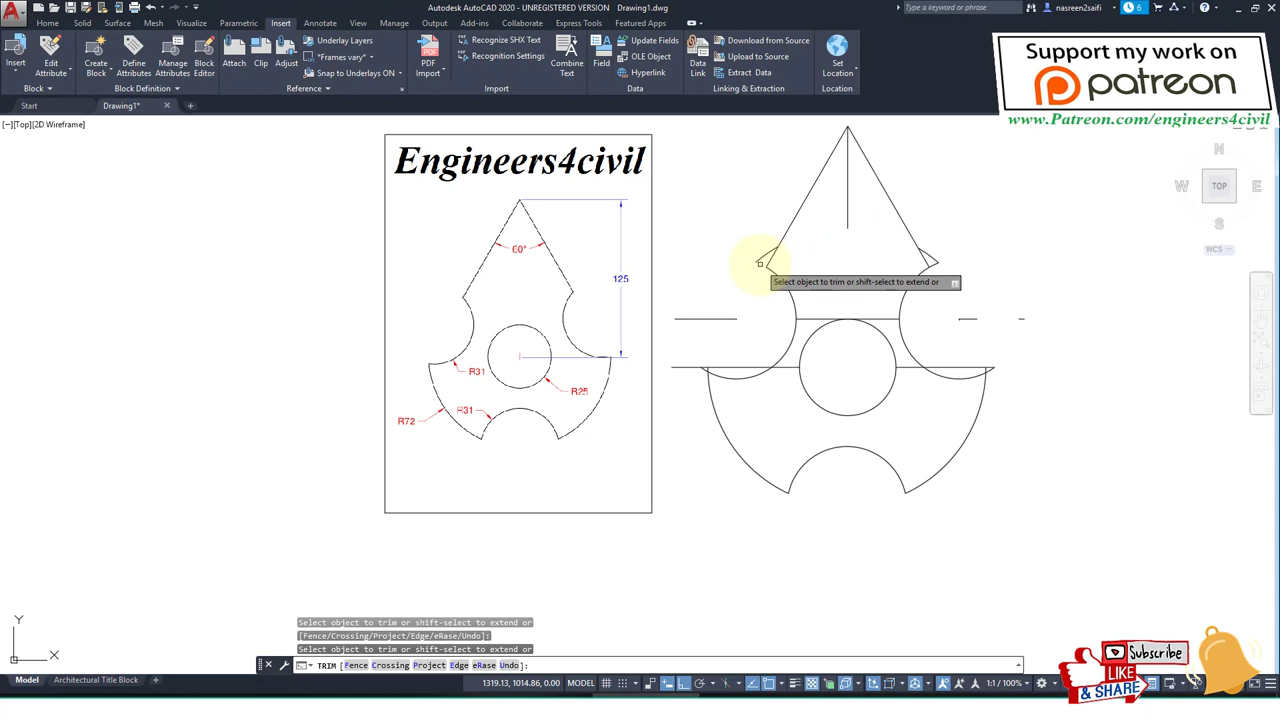 Autodesk AutoCAD 2020 - UNREGISTERED VERSION Drawing1.dwg
Type a keyword or phrase
nasreen2saifi
6
Home Solids Surface Mesh Visualize Parametric Insert Annotate View Manage Output Add-ins Collaborate Express Tools Featured Apps
Insert
Edit Attribute
Create Block
Define Attributes
Manage Attributes
Block Editor
Attach
Clip
Adjust
Underlay Layers
*Frames vary*
Snap to Underlays ON
PDF Import
Recognize SHX Text
Recognition Settings
Combine Text
Field
Update Fields
OLE Object
Hyperlink
Data Link
Download from Source
Upload to Source
Extract Data
Set Location
Block
Block Definition
Reference
Import
Data
Linking & Extraction
Location
Support my work on
patreon
www.Patreon.com/engineers4civil
Start
Drawing1*
[−][Top][2D Wireframe]
Engineers4civil
60°
125
R31
R25
R31
R72
N
W
TOP
E
S
WCS
Select object to trim or shift-select to extend or
Select object to trim or shift-select to extend or
[Fence/Crossing/Project/Edge/eRase/Undo]:
Select object to trim or shift-select to extend or
TRIM [Fence Crossing Project Edge eRase Undo]:
Y
X
Model
Architectural Title Block
1319.13, 1014.86, 0.00
MODEL
1:1 / 100%
Subscribe
LIKE
& SHARE